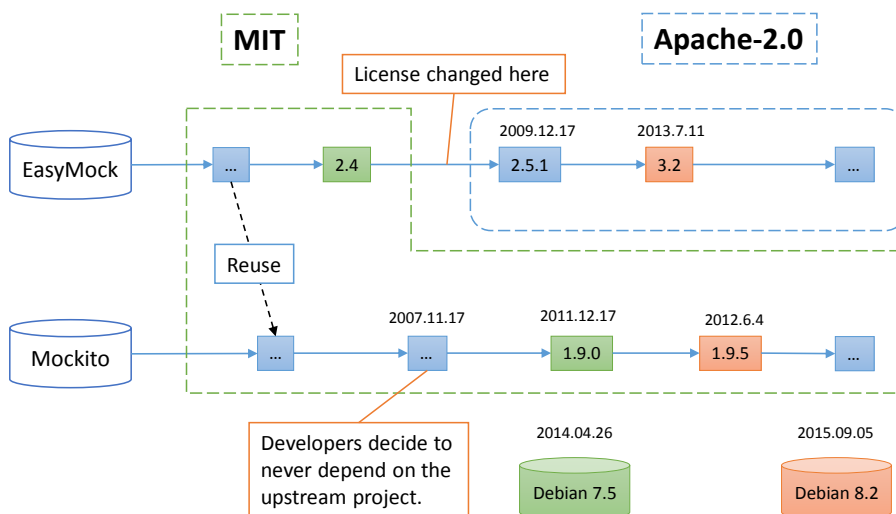 MIT
Apache-2.0
License changed here
2009.12.17
2013.7.11
EasyMock
...
2.4
2.5.1
3.2
...
Reuse
2007.11.17
2011.12.17
2012.6.4
Mockito
...
...
1.9.0
1.9.5
...
Developers decide to
never depend on the
upstream project.
2014.04.26
2015.09.05
Debian 7.5
Debian 8.2